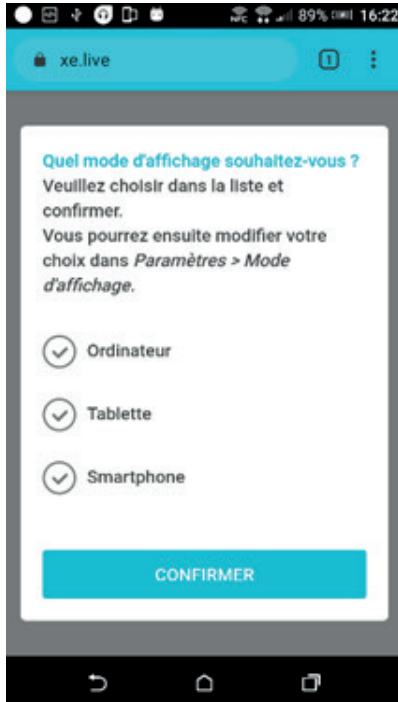 NFC 89% 16:22
xe.live 1
Quel mode d'affichage souhaitez-vous ?
Veuillez choisir dans la liste et
confirmer.
Vous pourrez ensuite modifier votre
choix dans Paramètres > Mode
d'affichage.
Ordinateur
Tablette
Smartphone
CONFIRMER